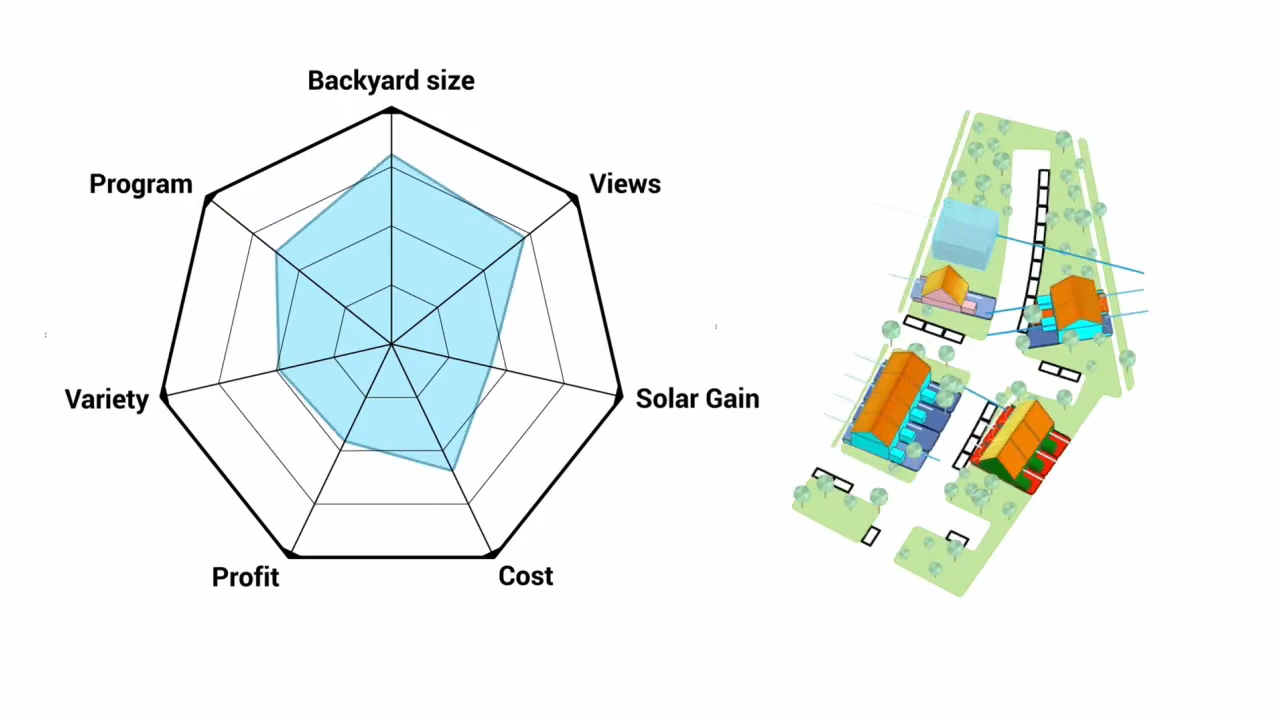 Backyard size
Program
Views
Variety
Solar Gain
Profit
Cost